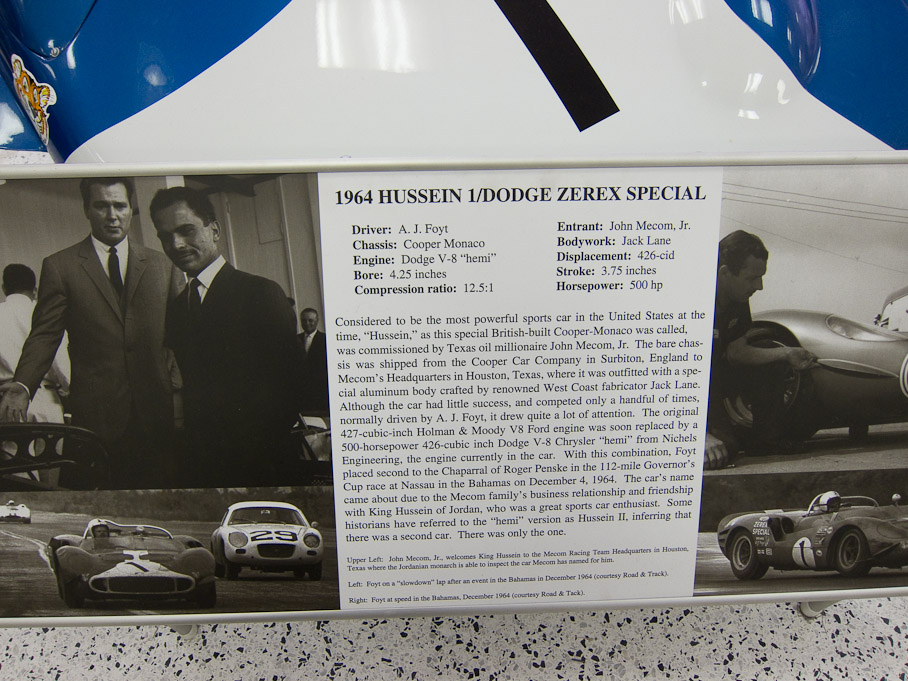 1964 HUSSEIN 1/DODGE ZEREX SPECIAL
Driver: A. J. Foyt
Chassis: Cooper Monaco
Engine: Dodge V-8 “hemi”
Bore: 4.25 inches
Compression ratio: 12.5:1
Entrant: John Mecom, Jr.
Bodywork: Jack Lane
Displacement: 426-cid
Stroke: 3.75 inches
Horsepower: 500 hp
Considered to be the most powerful sports car in the United States at the
time, “Hussein,” as this special British-built Cooper-Monaco was called,
was commissioned by Texas oil millionaire John Mecom, Jr. The bare chas-
sis was shipped from the Cooper Car Company in Surbiton, England to
Mecom’s Headquarters in Houston, Texas, where it was outfitted with a spe-
cial aluminum body crafted by renowned West Coast fabricator Jack Lane.
Although the car had little success, and competed only a handful of times,
normally driven by A. J. Foyt, it drew quite a lot of attention. The original
427-cubic-inch Holman & Moody V8 Ford engine was soon replaced by a
500-horsepower 426-cubic inch Dodge V-8 Chrysler “hemi” from Nichels
Engineering, the engine currently in the car. With this combination, Foyt
placed second to the Chaparral of Roger Penske in the 112-mile Governor’s
Cup race at Nassau in the Bahamas on December 4, 1964. The car’s name
came about due to the Mecom family’s business relationship and friendship
with King Hussein of Jordan, who was a great sports car enthusiast. Some
historians have referred to the “hemi” version as Hussein II, inferring that
there was a second car. There was only the one.
Upper Left: John Mecom, Jr., welcomes King Hussein to the Mecom Racing Team Headquarters in Houston,
Texas where the Jordanian monarch is able to inspect the car Mecom has named for him.
Left: Foyt on a “slowdown” lap after an event in the Bahamas in December 1964 (courtesy Road & Track).
Right: Foyt at speed in the Bahamas, December 1964 (courtesy Road & Tack).
1
29
ZEREX
SPECIAL
1